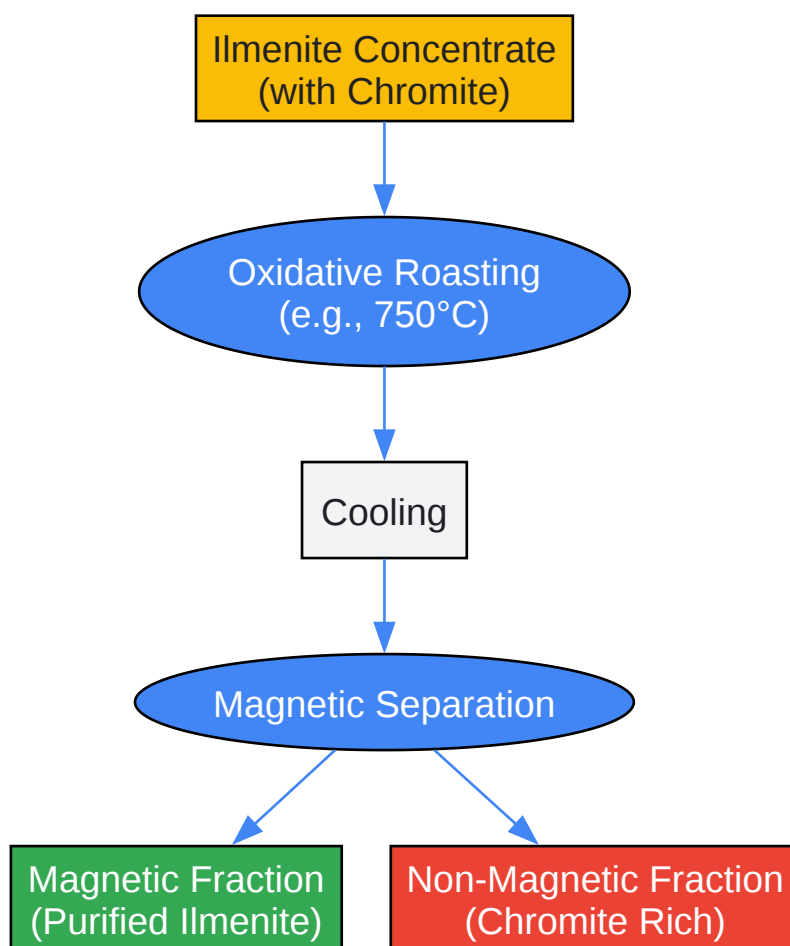 Ilmenite Concentrate
(with Chromite)
Oxidative Roasting
(e.g., 750°C)
Cooling
Magnetic Separation
Magnetic Fraction
(Purified Ilmenite)
Non-Magnetic Fraction
(Chromite Rich)